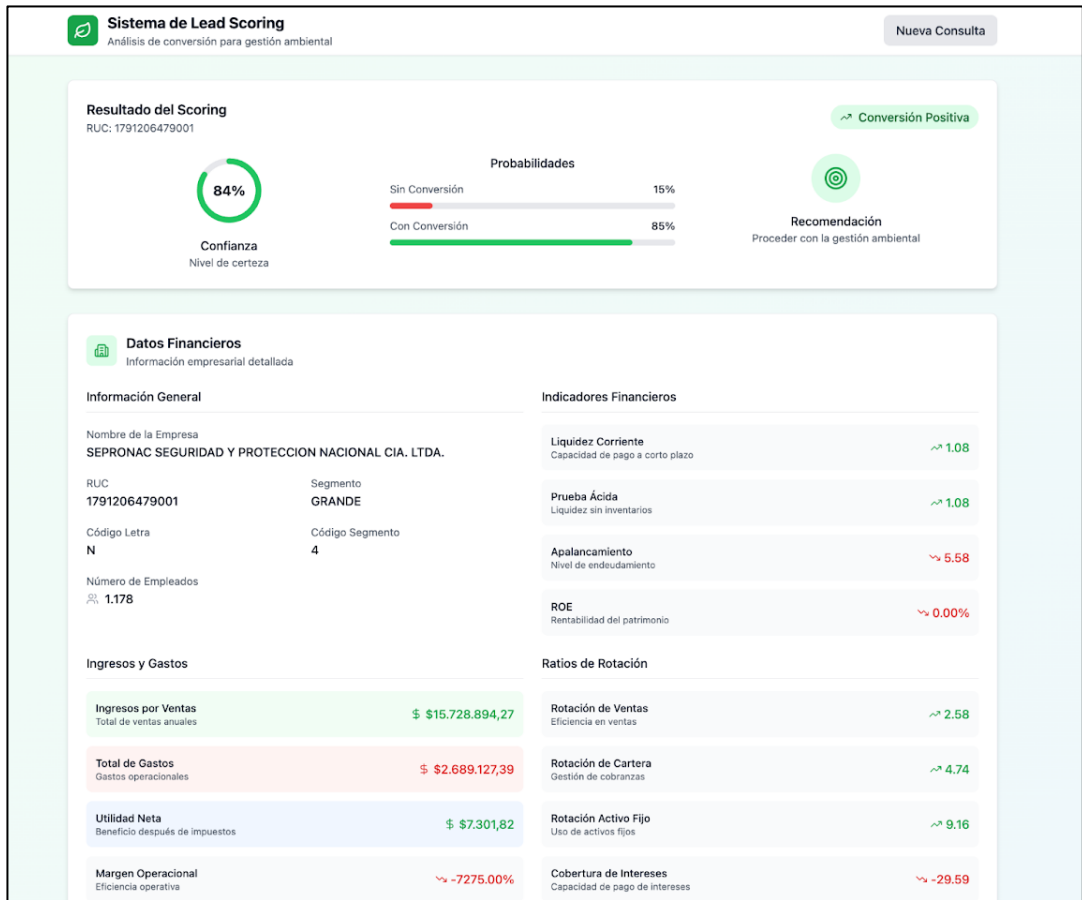 Sistema de Lead Scoring
Análisis de conversión para gestión ambiental
Nueva Consulta
Resultado del Scoring
RUC: 1791206479001
Conversión Positiva
84%
Confianza
Nivel de certeza
Probabilidades
Sin Conversión 15%
Con Conversión 85%
Recomendación
Proceder con la gestión ambiental
Datos Financieros
Información empresarial detallada
Información General
Nombre de la Empresa
SEPRONAC SEGURIDAD Y PROTECCION NACIONAL CIA. LTDA.
RUC Segmento
1791206479001 GRANDE
Código Letra Código Segmento
N 4
Número de Empleados
1.178
Indicadores Financieros
Liquidez Corriente
Capacidad de pago a corto plazo
1.08
Prueba Ácida
Liquidez sin inventarios
1.08
Apalancamiento
Nivel de endeudamiento
5.58
ROE
Rentabilidad del patrimonio
0.00%
Ingresos y Gastos
Ingresos por Ventas
Total de ventas anuales
$ $15.728.894,27
Total de Gastos
Gastos operacionales
$ $2.689.127,39
Utilidad Neta
Beneficio después de impuestos
$ $7.301,82
Margen Operacional
Eficiencia operativa
-7275.00%
Ratios de Rotación
Rotación de Ventas
Eficiencia en ventas
2.58
Rotación de Cartera
Gestión de cobranzas
4.74
Rotación Activo Fijo
Uso de activos fijos
9.16
Cobertura de Intereses
Capacidad de pago de intereses
-29.59